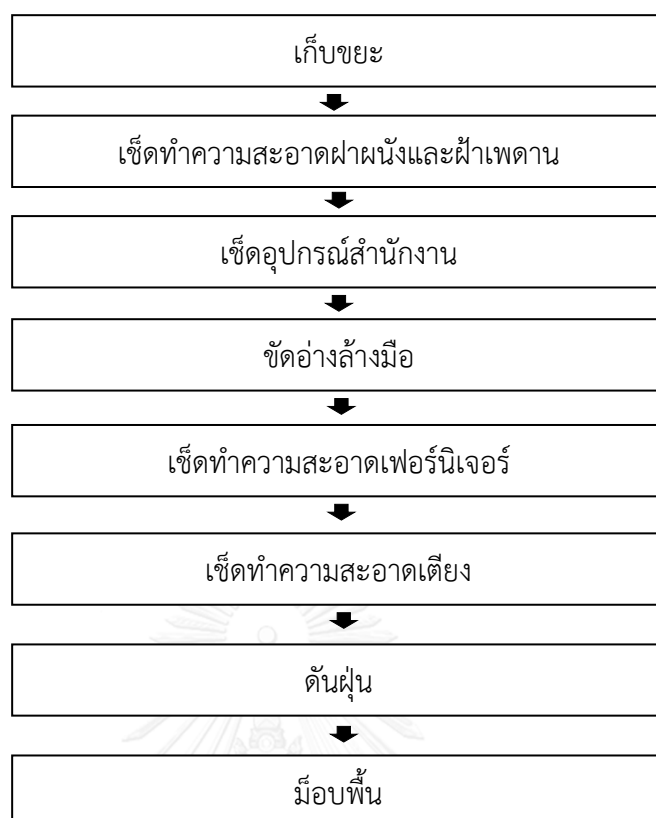 เก็บขยะ
เช็ดทำความสะอาดฝาผนังและฝ้าเพดาน
เช็ดอุปกรณ์สำนักงาน
ขัดอ่างล้างมือ
เช็ดทำความสะอาดเฟอร์นิเจอร์
เช็ดทำความสะอาดเตียง
ดันฝุ่น
ม็อบพื้น